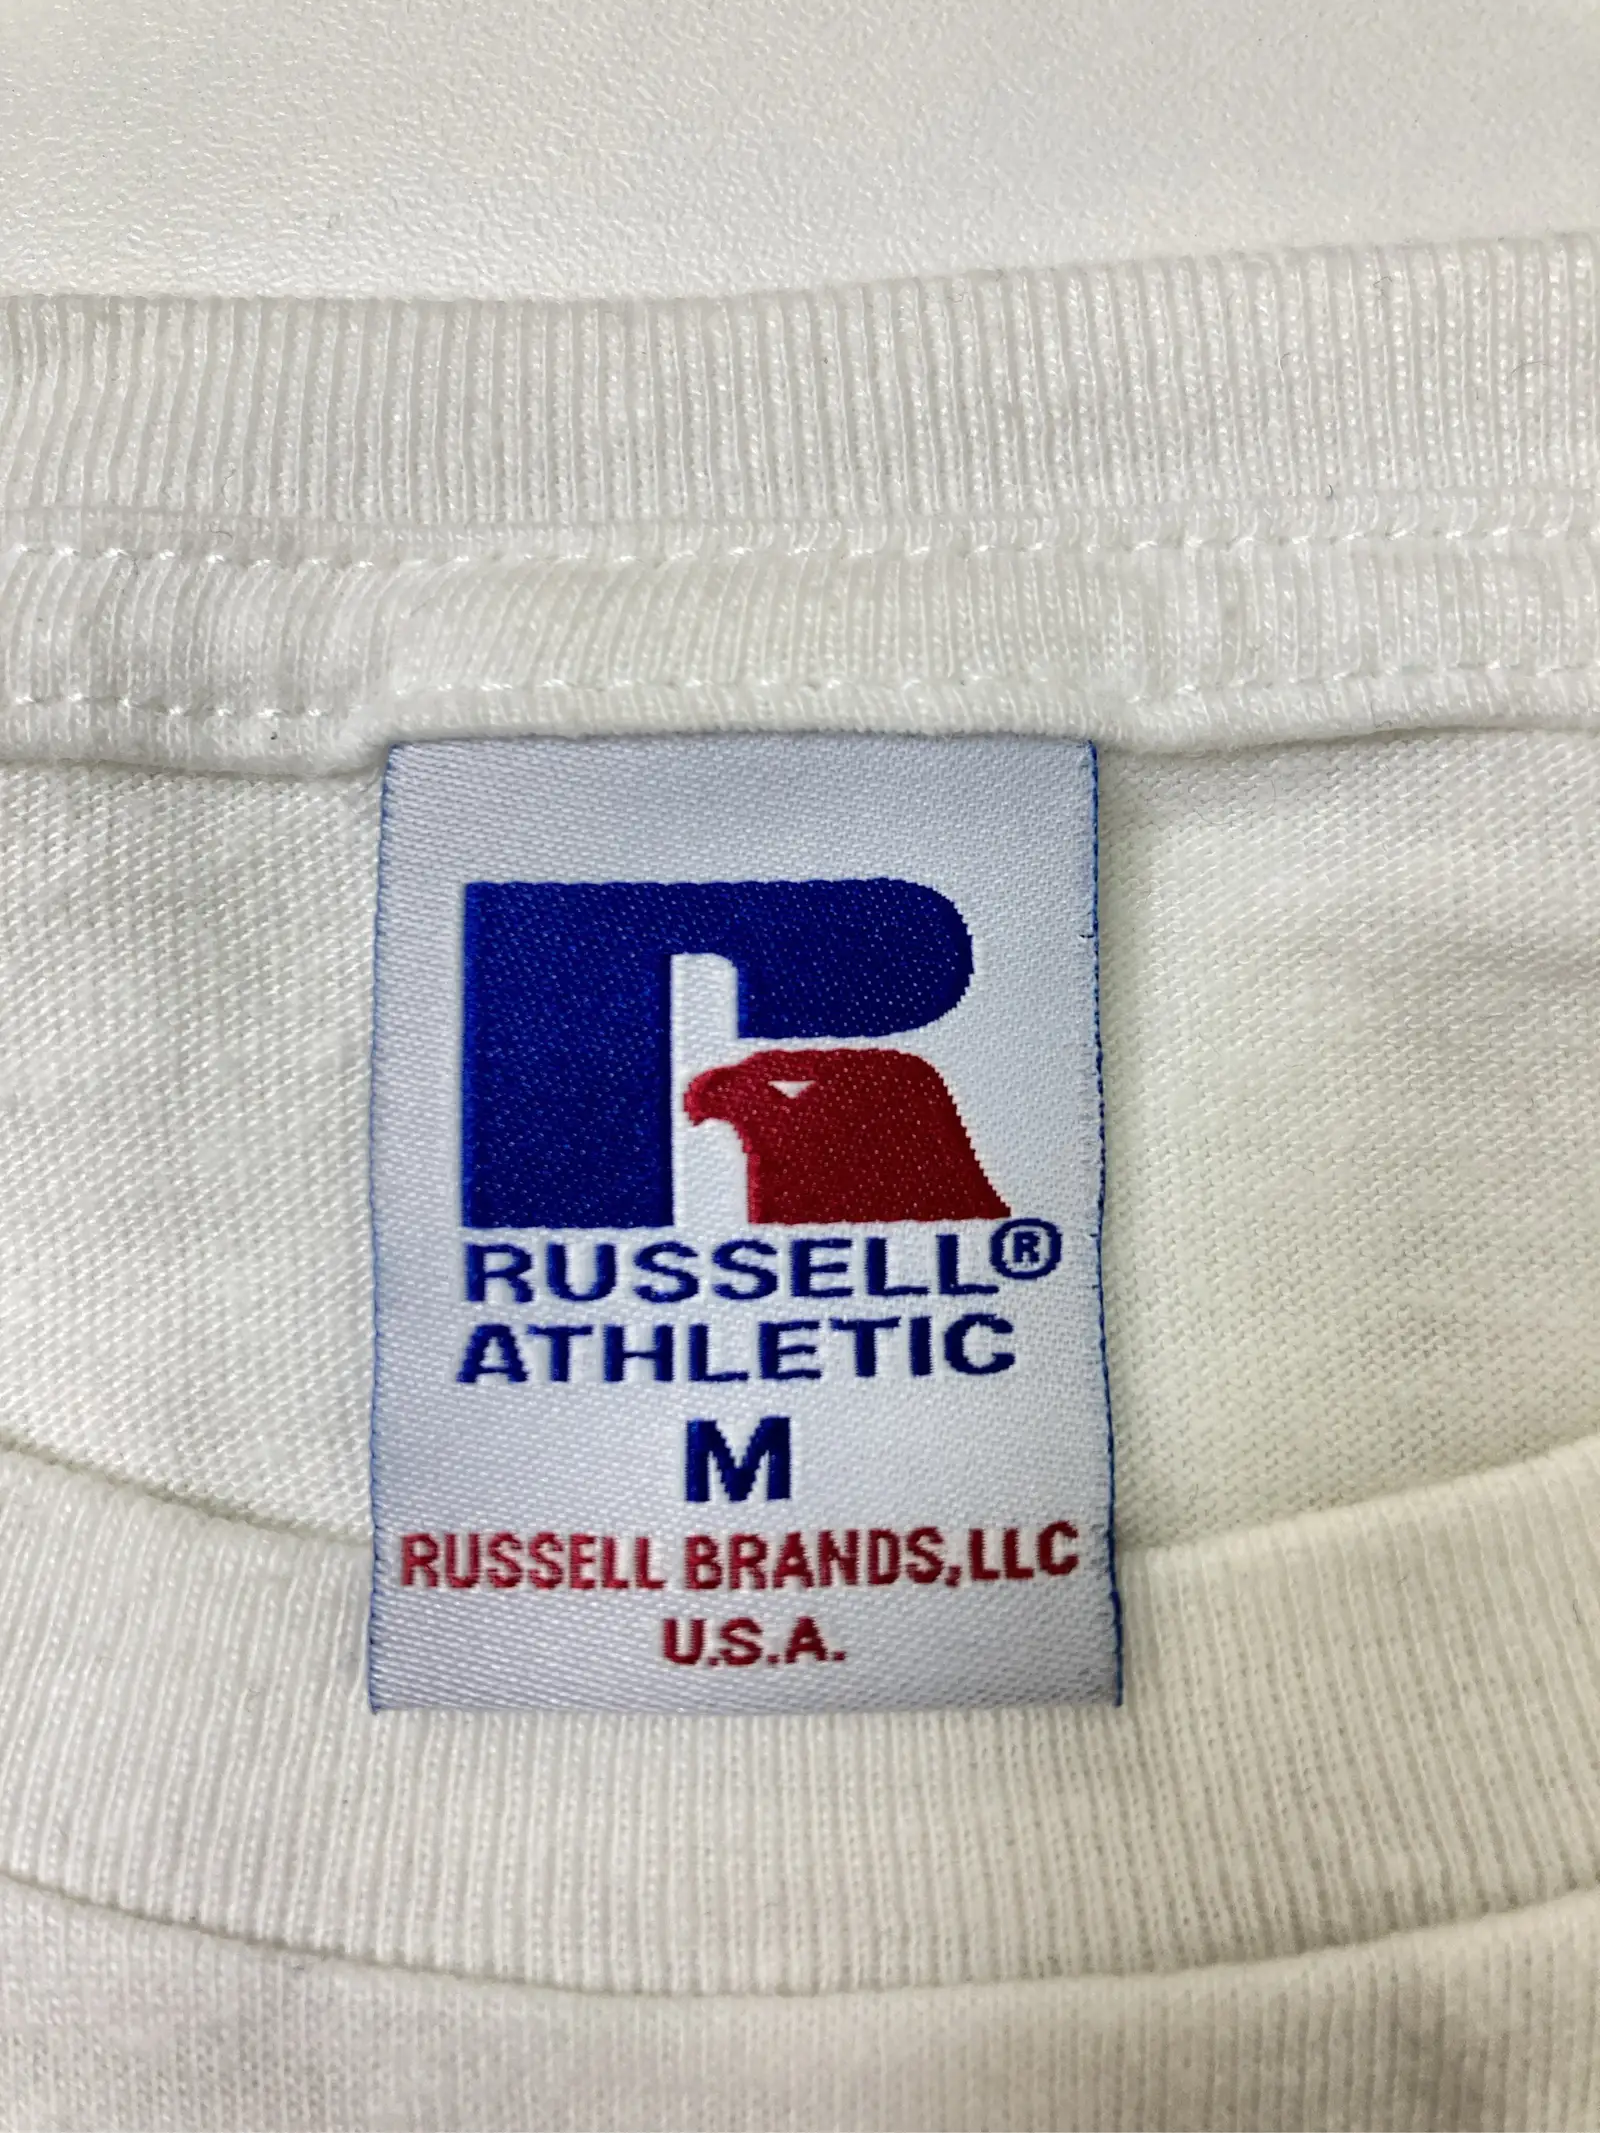 RUSSELL®
ATHLETIC
M
RUSSELL BRANDS,LLC
U.S.A.